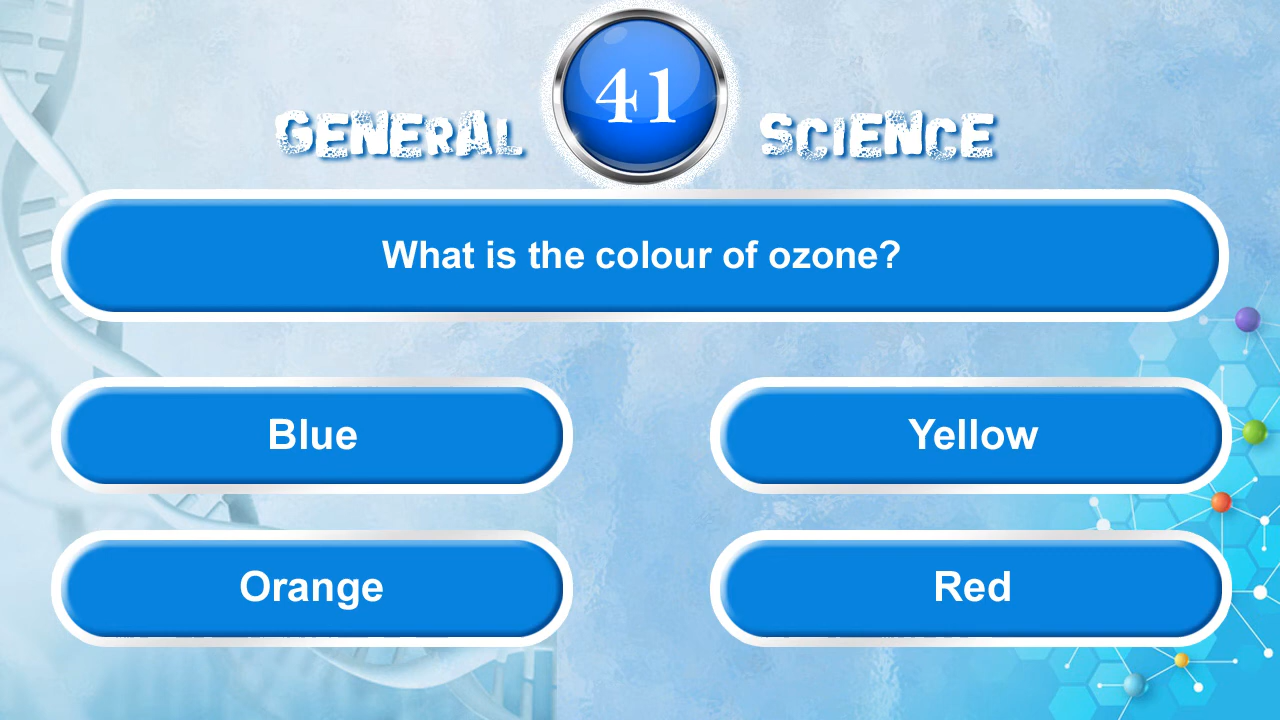 41
GENERAL SCIENCE
What is the colour of ozone?
Blue
Yellow
Orange
Red